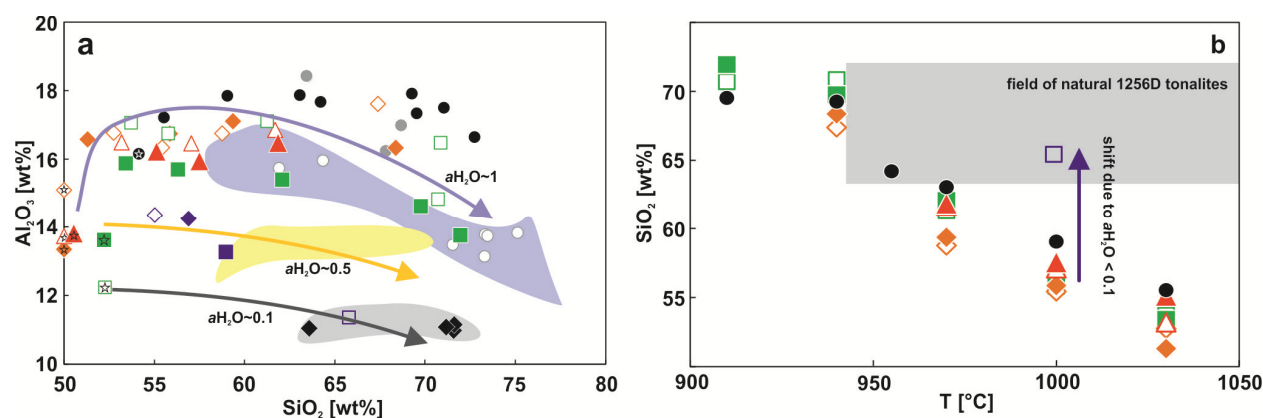 a
Al₂O₃ [wt%]
20
18
16
14
12
10
aH₂O~1
aH₂O~0.5
aH₂O~0.1
50
55
60
65
70
75
80
SiO₂ [wt%]
b
SiO₂ [wt%]
70
65
60
55
field of natural 1256D tonalites
shift due to aH₂O < 0.1
900
950
1000
1050
T [°C]